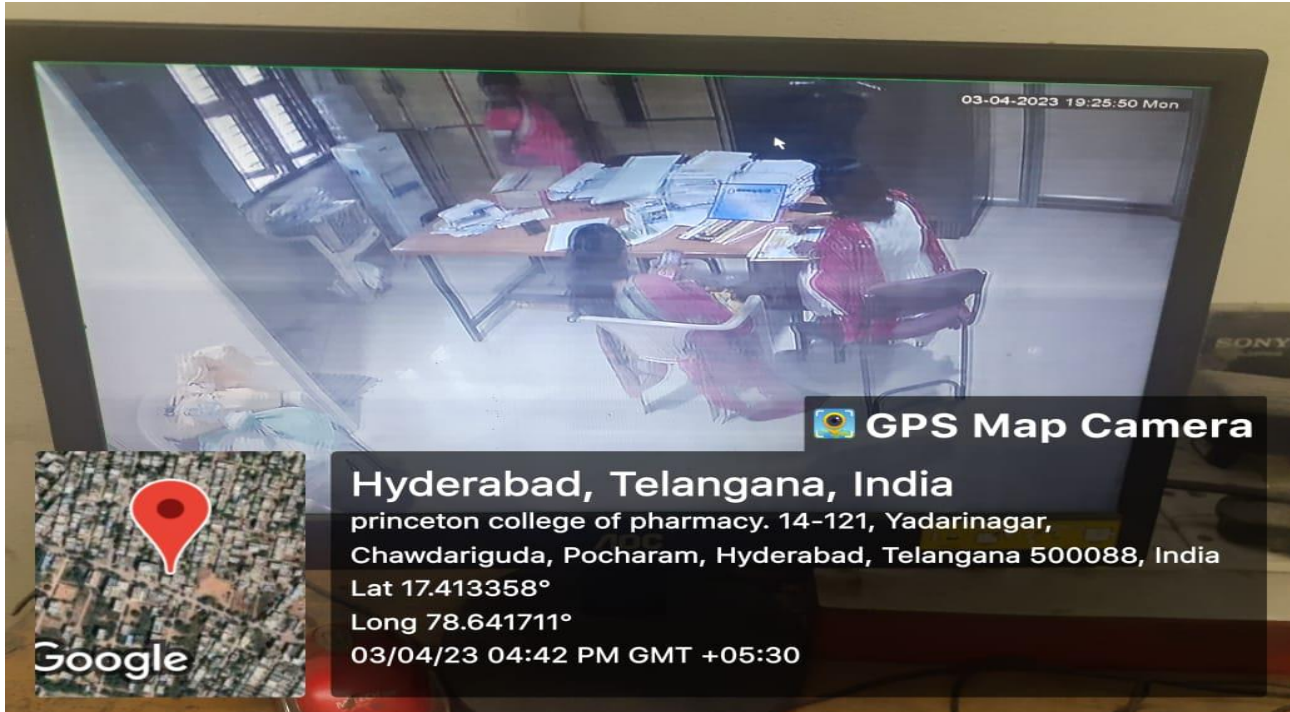 03-04-2023 19:25:50 Mon
SONY
GPS Map Camera
Hyderabad, Telangana, India
princeton college of pharmacy. 14-121, Yadarinagar,
Chawdariguda, Pocharam, Hyderabad, Telangana 500088, India
Lat 17.413358°
Long 78.641711°
03/04/23 04:42 PM GMT +05:30
Google
AOC